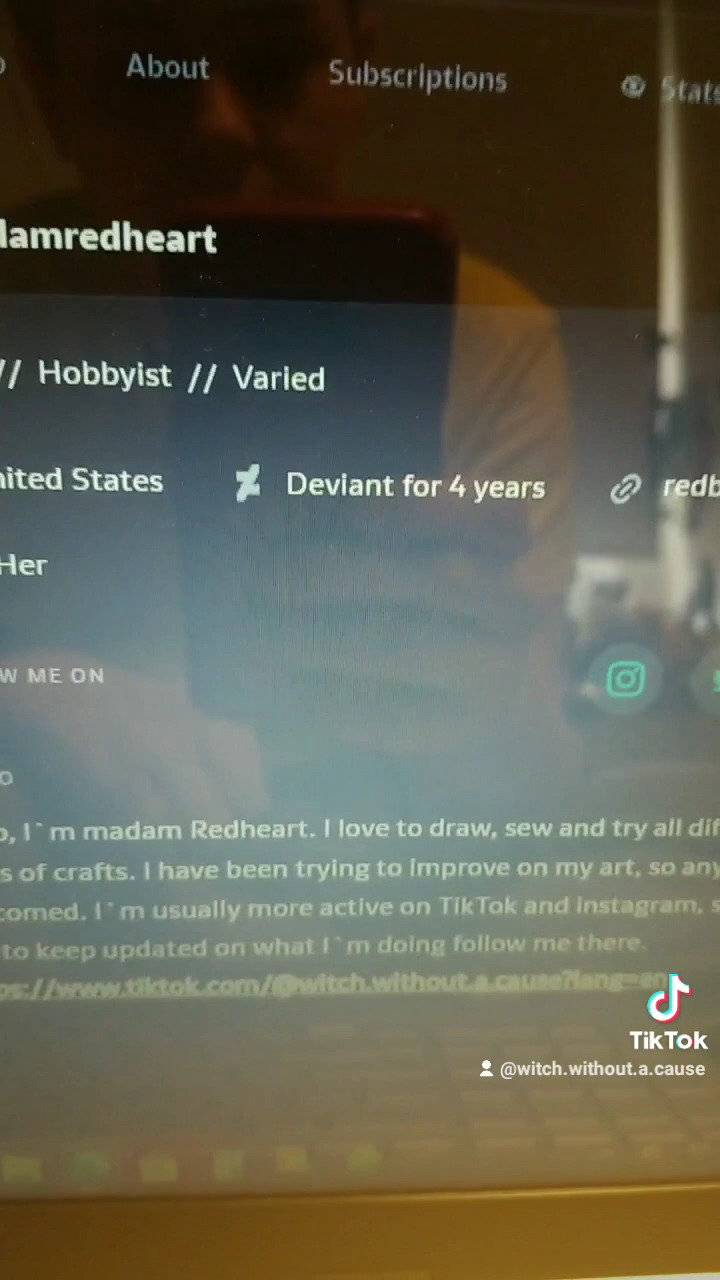 About Subscriptions Stats
lamredheart
// Hobbyist // Varied
nited States Deviant for 4 years redb
Her
W ME ON
o, I`m madam Redheart. I love to draw, sew and try all dif
s of crafts. I have been trying to improve on my art, so any
comed. I`m usually more active on TikTok and instagram, s
to keep updated on what I`m doing follow me there.
ps://www.tiktok.com/@witch.without.a.cause?lang=en
TikTok
@witch.without.a.cause